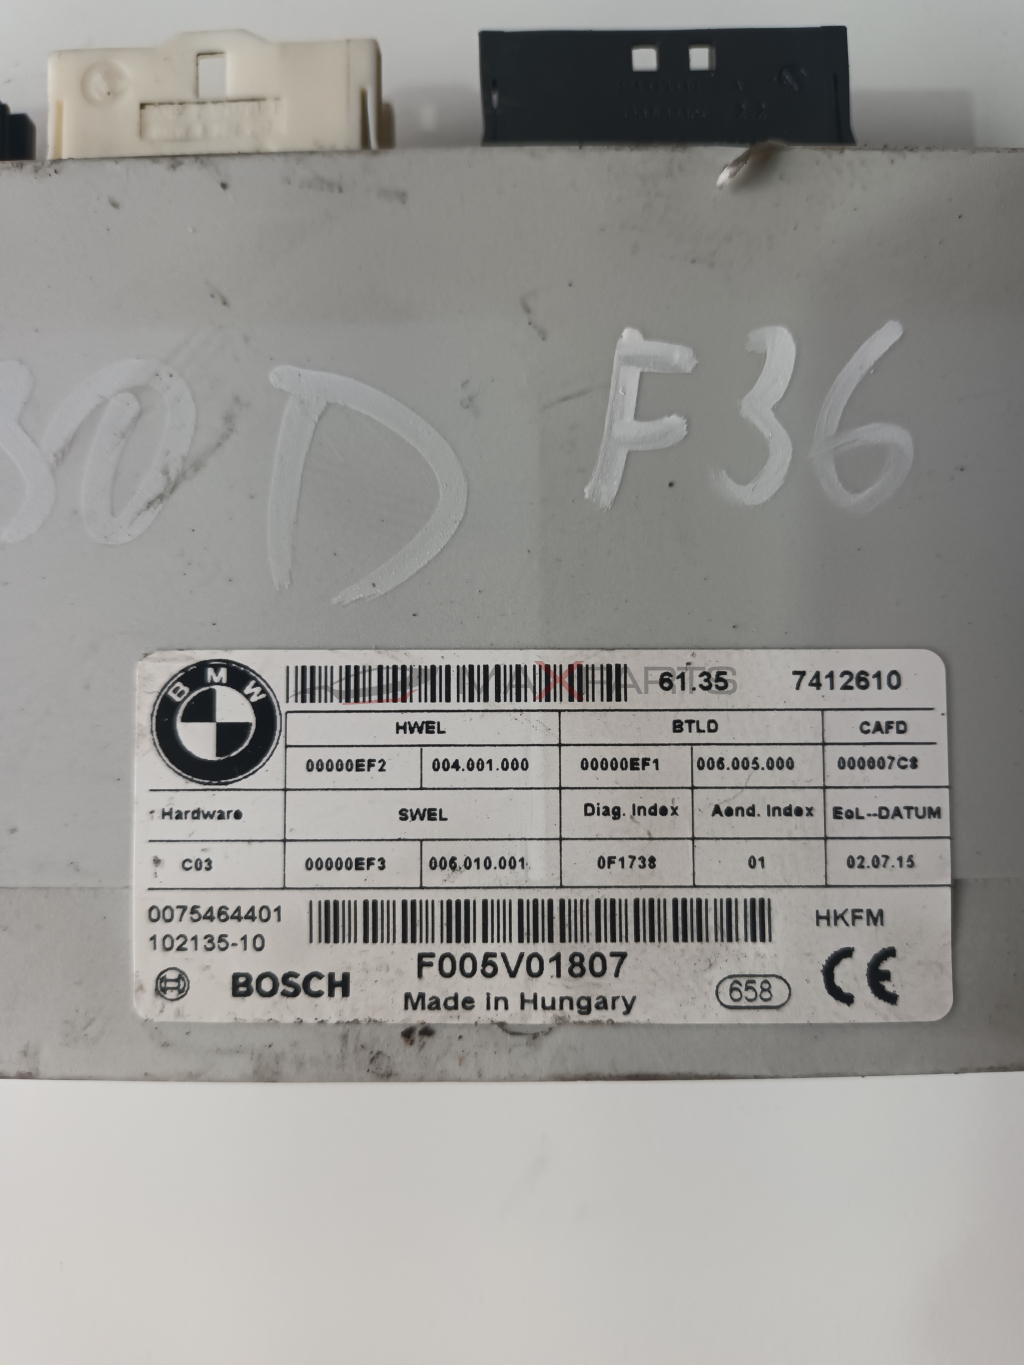 30 D F36
BMW
61.35 7412610
MAXPARTS
HWEL BTLD CAFD
00000EF2 004.001.000 00000EF1 006.005.000 000007C8
Hardware SWEL Diag. Index Aend. Index EoL--DATUM
C03 00000EF3 006.010.001 0F1738 01 02.07.15
0075464401 HKFM
102135-10
F005V01807
BOSCH Made in Hungary 658 CE